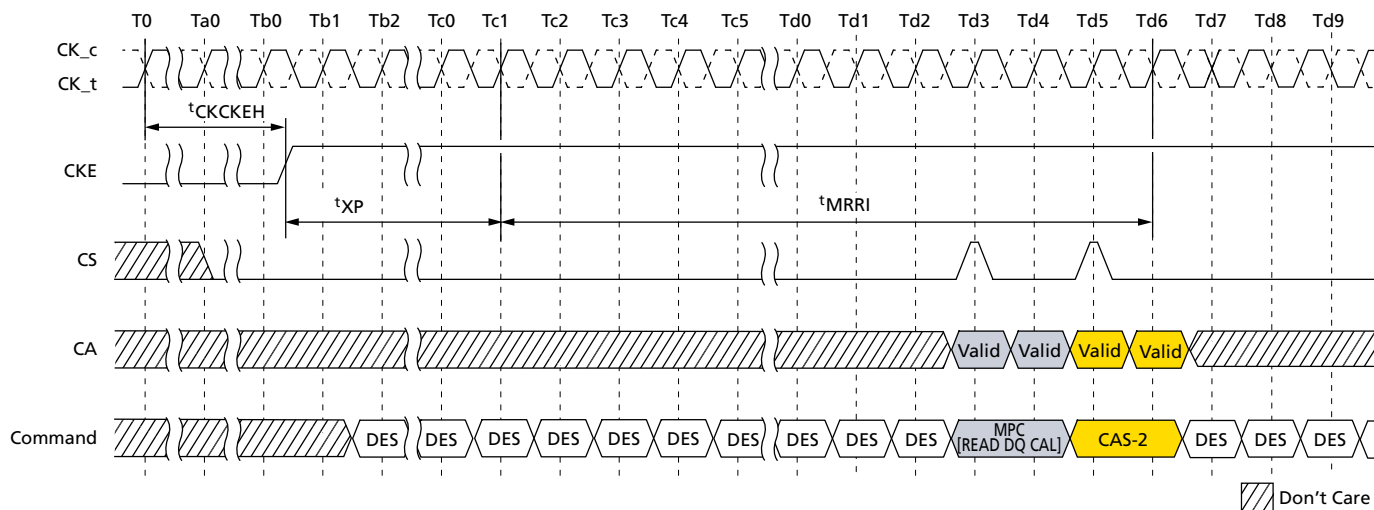 T0 Ta0 Tb0 Tb1 Tb2 Tc0 Tc1 Tc2 Tc3 Tc4 Tc5 Td0 Td1 Td2 Td3 Td4 Td5 Td6 Td7 Td8 Td9
CK_c
CK_t
tCKCKEH
CKE
tXP tMRRI
CS
CA Valid Valid Valid Valid
Command DES DES DES DES DES DES DES DES DES DES MPC [READ DQ CAL] CAS-2 DES DES DES
Don't Care